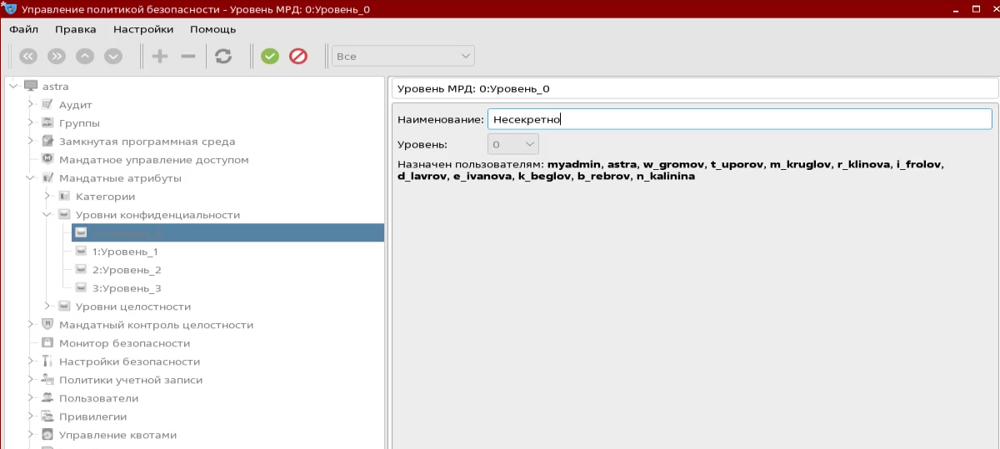 Управление политикой безопасности – Уровень МРД: 0:Уровень_0
Файл Правка Настройки Помощь
Все
astra
Аудит
Группы
Замкнутая программная среда
Мандатное управление доступом
Мандатные атрибуты
Категории
Уровни конфиденциальности
1:Уровень_1
2:Уровень_2
3:Уровень_3
Уровни целостности
Мандатный контроль целостности
Монитор безопасности
Настройки безопасности
Политики учетной записи
Пользователи
Привилегии
Управление квотами
Уровень МРД: 0:Уровень_0
Наименование: Несекретно
Уровень: 0
Назначен пользователям: myadmin, astra, w_gromov, t_uporov, m_kruglov, r_klinova, i_frolov,
d_lavrov, e_ivanova, k_beglov, b_rebrov, n_kalinina